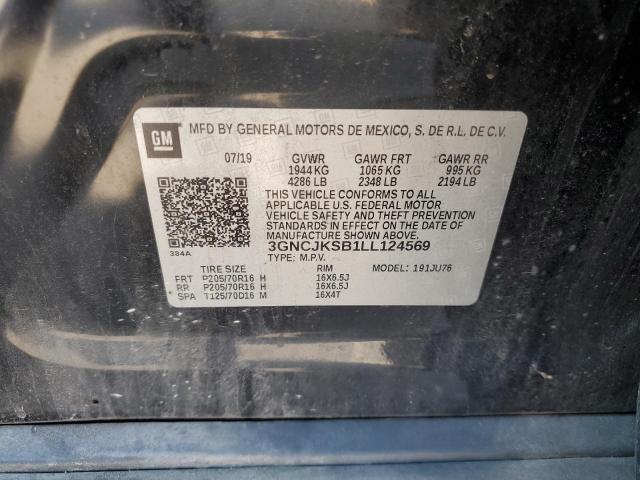 GM MFD BY GENERAL MOTORS DE MEXICO, S. DE R.L. DE C.V.
07/19 GVWR GAWR FRT GAWR RR
1944 KG 1065 KG 995 KG
4286 LB 2348 LB 2194 LB
THIS VEHICLE CONFORMS TO ALL
APPLICABLE U.S. FEDERAL MOTOR
VEHICLE SAFETY AND THEFT PREVENTION
STANDARDS IN EFFECT ON THE DATE OF
MANUFACTURE SHOWN ABOVE.
3GNCJKSB1LL124569
384A
TYPE: M.P.V. MODEL: 191JU76
TIRE SIZE RIM
FRT P205/70R16 H 16X6.5J
RR P205/70R16 H 16X6.5J
SPA T125/70D16 M 16X4T